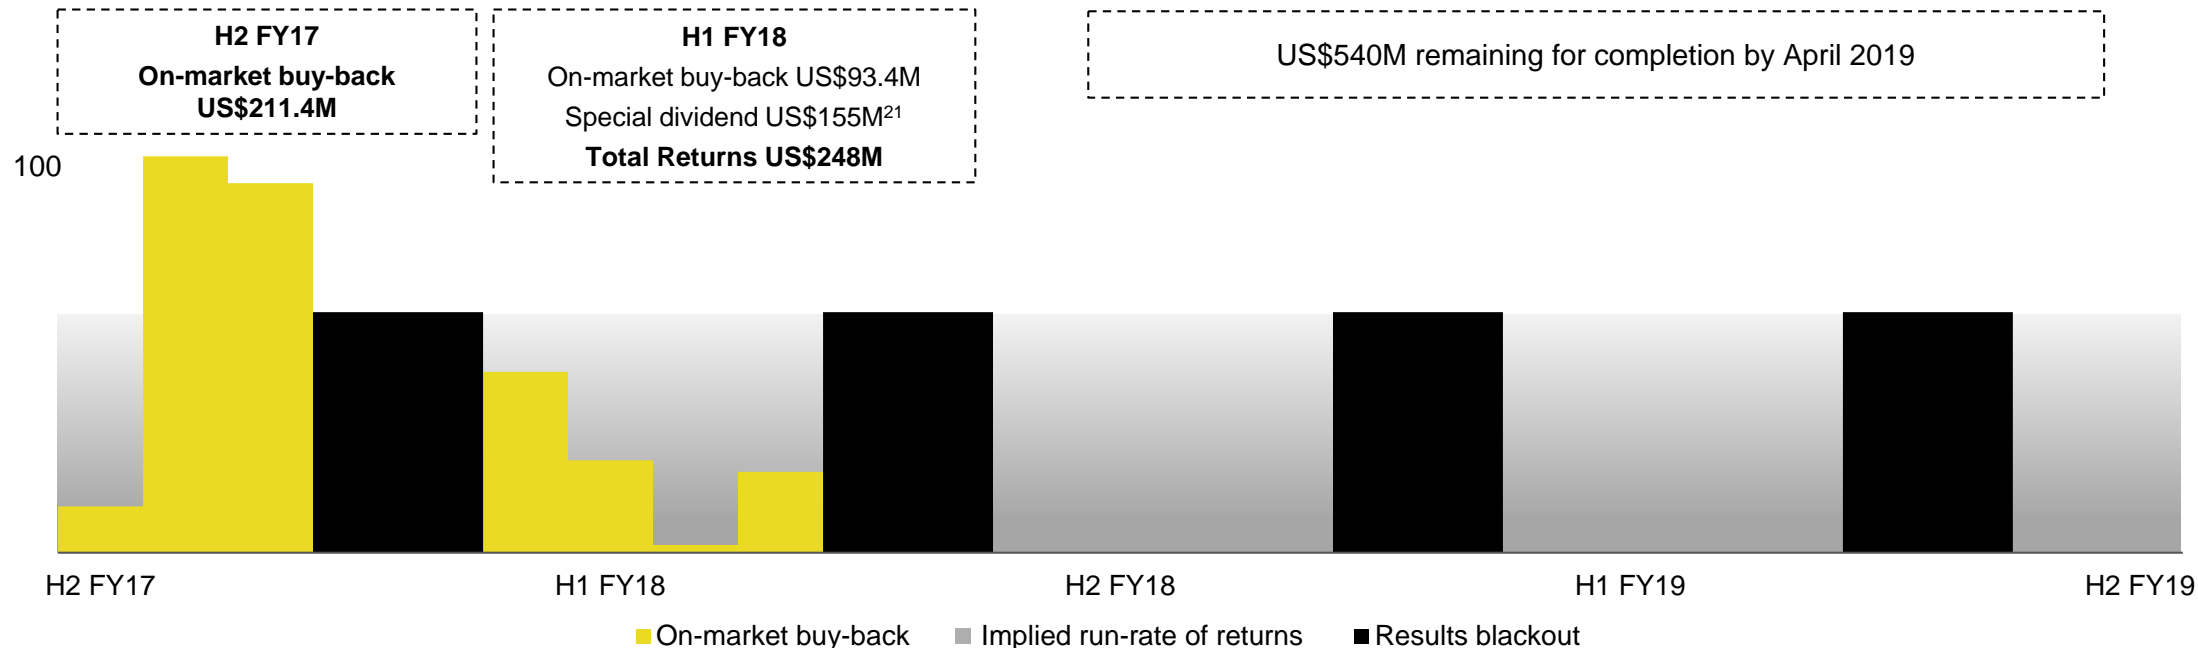 H2 FY17
On-market buy-back
US$211.4M
H1 FY18
On-market buy-back US$93.4M
Special dividend US$155M²¹
Total Returns US$248M
US$540M remaining for completion by April 2019
100
H2 FY17
H1 FY18
H2 FY18
H1 FY19
H2 FY19
On-market buy-back
Implied run-rate of returns
Results blackout